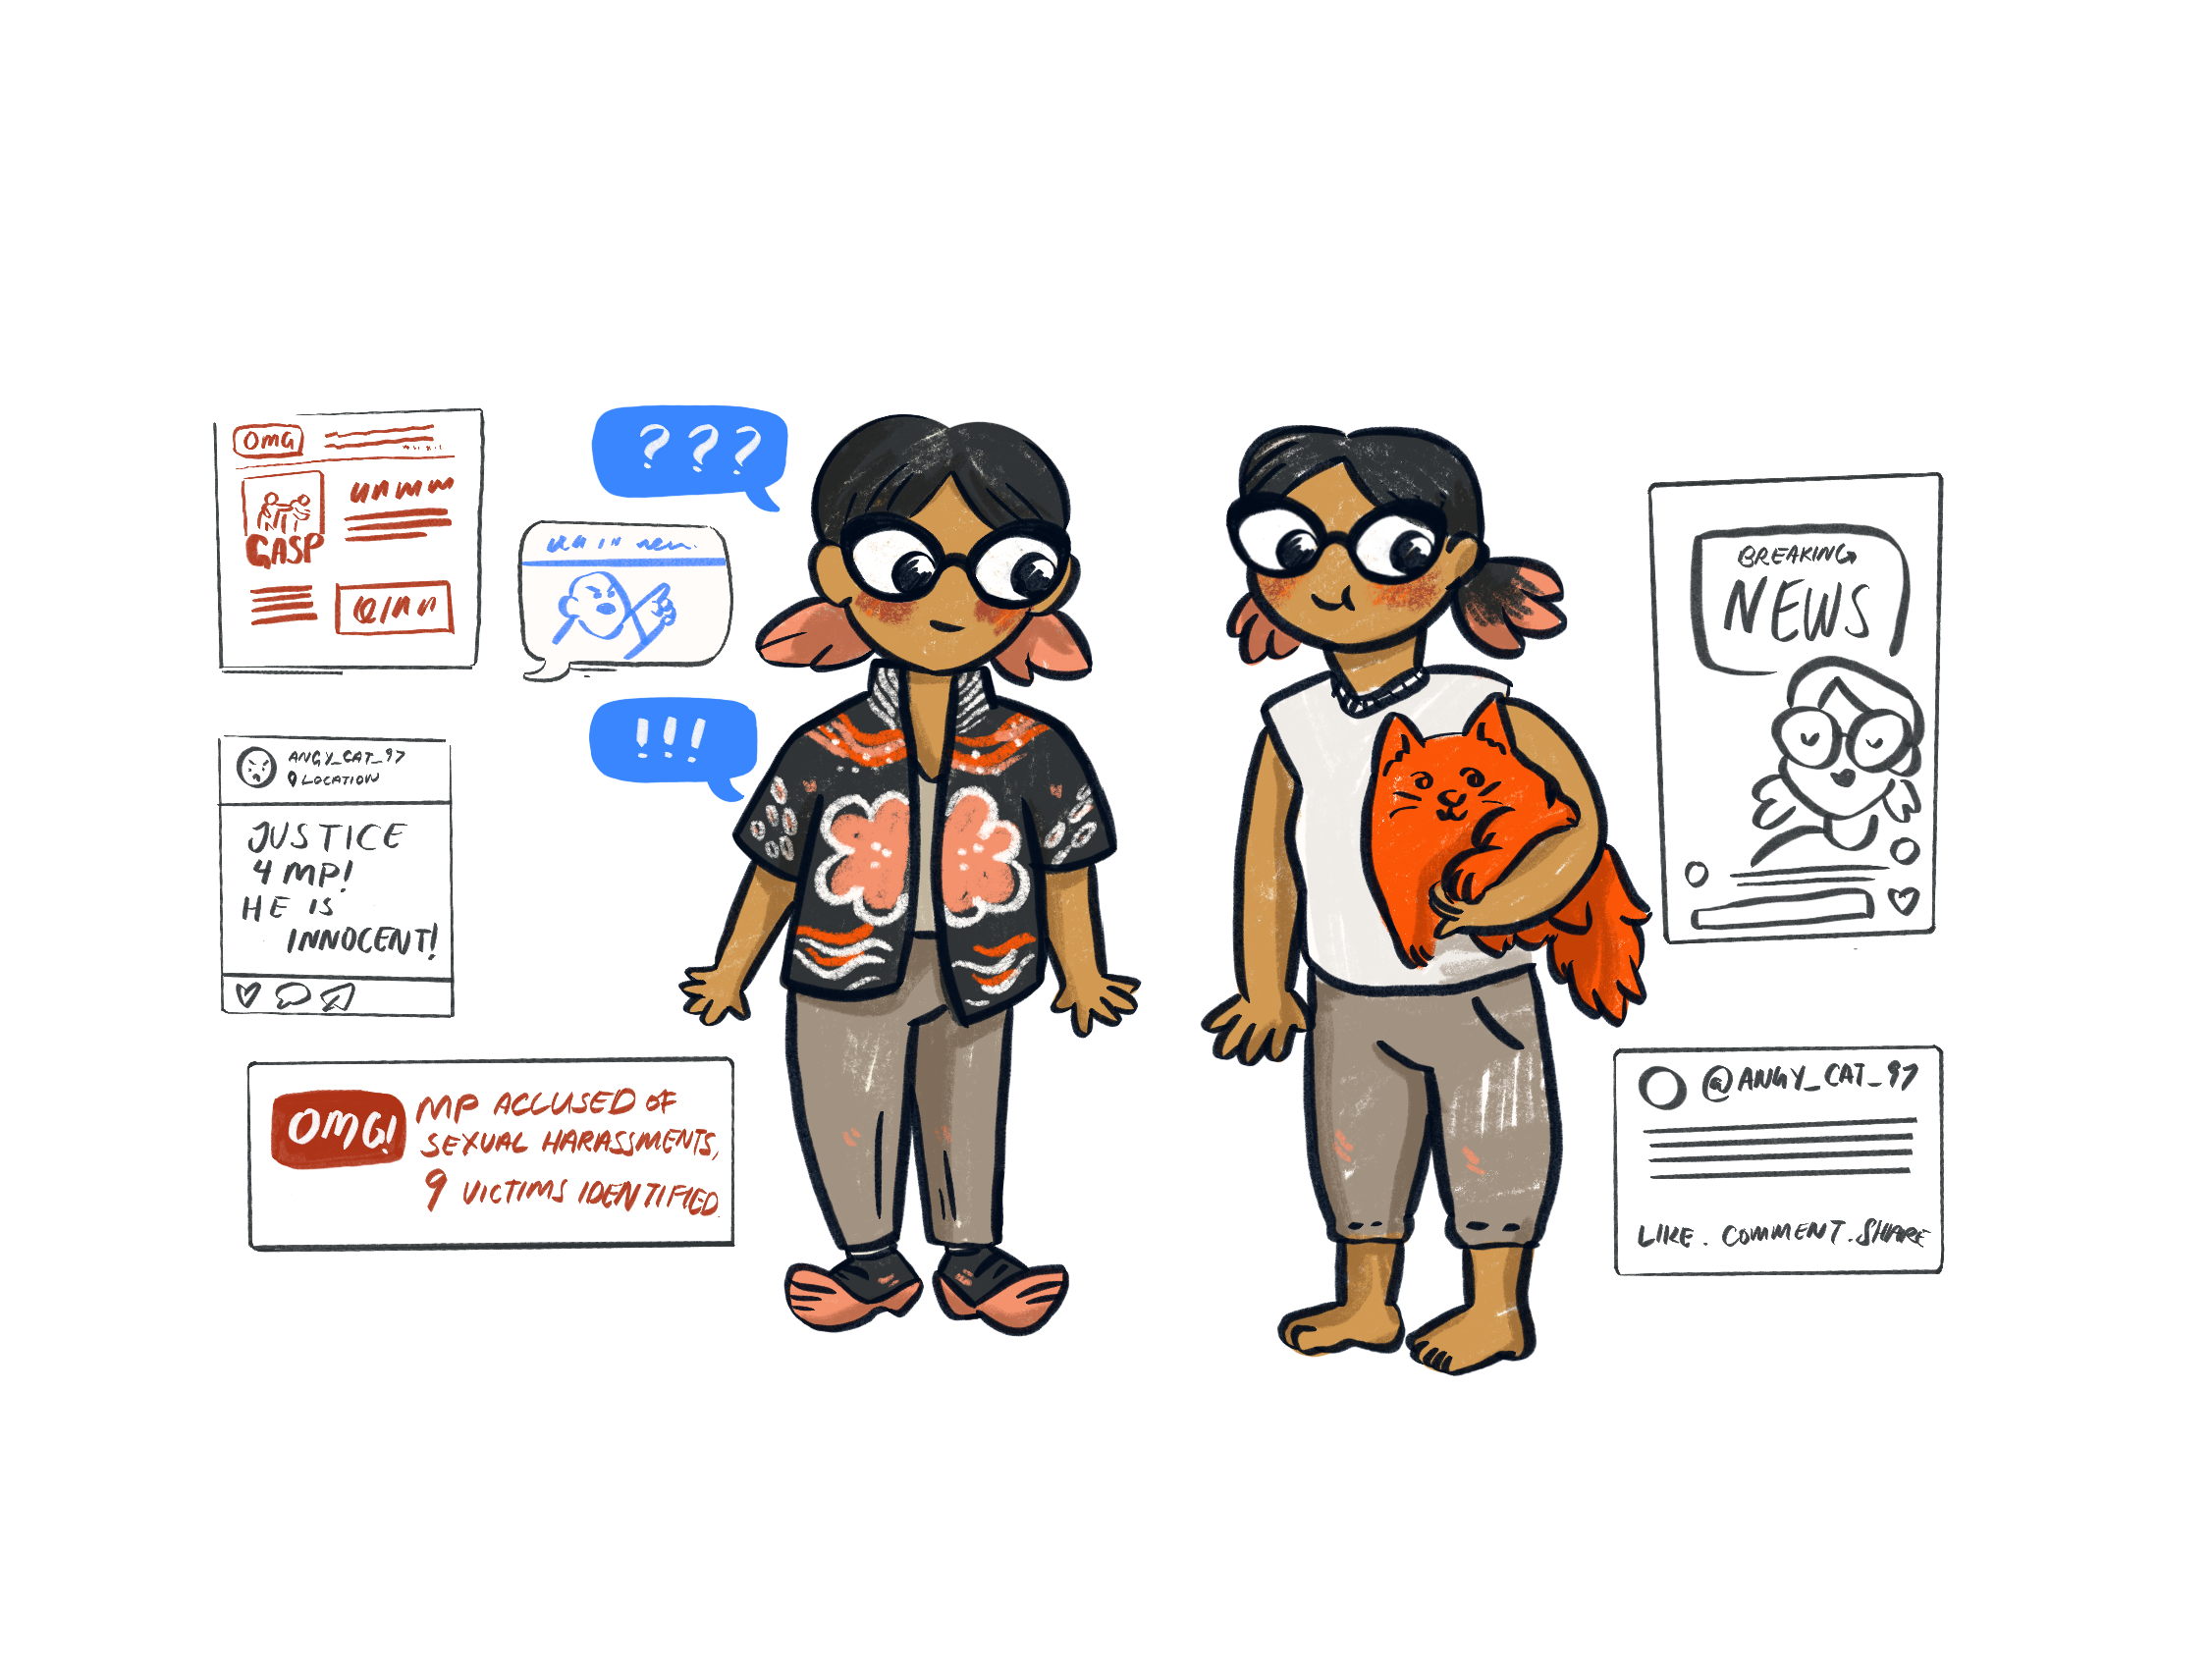 OMG
GASP
???
!!!
ANGY_CAT_97
LOCATION
JUSTICE
4 MP!
HE IS
INNOCENT!
OMG!
MP ACCUSED OF
SEXUAL HARASSMENTS,
9 VICTIMS IDENTIFIED
BREAKING
NEWS
@ANGY_CAT_97
LIKE. COMMENT. SHARE